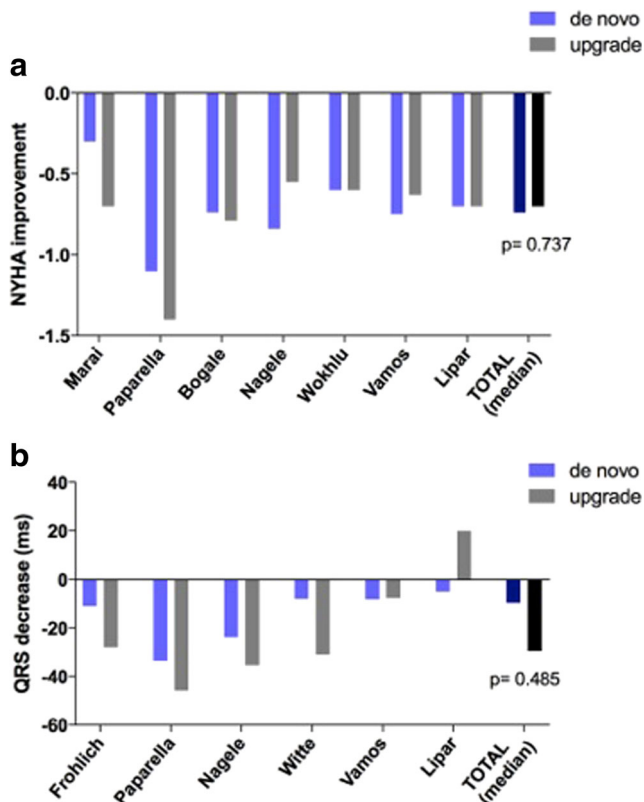 de novo
upgrade
a
NYHA improvement
0.0
-0.5
-1.0
-1.5
p= 0.737
Marai
Paparella
Bogale
Nagele
Wokhlu
Vamos
Lipar
TOTAL
(median)
b
de novo
upgrade
QRS decrease (ms)
40
20
0
-20
-40
-60
p= 0.485
Frohlich
Paparella
Nagele
Witte
Vamos
Lipar
TOTAL
(median)